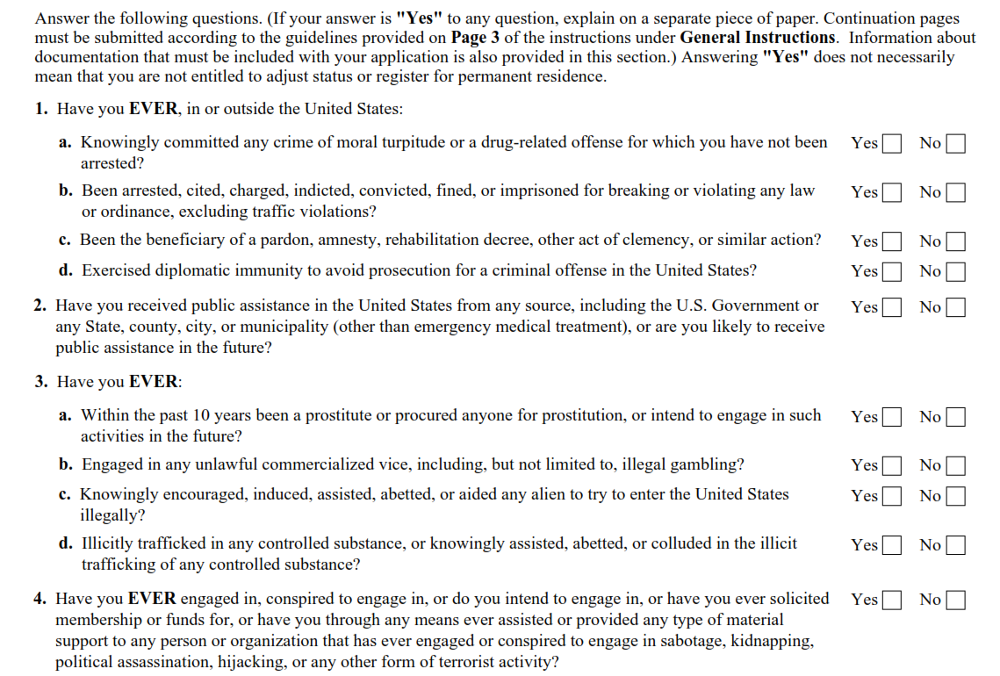 Answer the following questions. (If your answer is "Yes" to any question, explain on a separate piece of paper. Continuation pages
must be submitted according to the guidelines provided on Page 3 of the instructions under General Instructions.  Information about
documentation that must be included with your application is also provided in this section.) Answering "Yes" does not necessarily
mean that you are not entitled to adjust status or register for permanent residence.
1. Have you EVER, in or outside the United States:
a. Knowingly committed any crime of moral turpitude or a drug-related offense for which you have not been Yes No
arrested?
b. Been arrested, cited, charged, indicted, convicted, fined, or imprisoned for breaking or violating any law Yes No
or ordinance, excluding traffic violations?
c. Been the beneficiary of a pardon, amnesty, rehabilitation decree, other act of clemency, or similar action? Yes No
d. Exercised diplomatic immunity to avoid prosecution for a criminal offense in the United States? Yes No
2. Have you received public assistance in the United States from any source, including the U.S. Government or Yes No
any State, county, city, or municipality (other than emergency medical treatment), or are you likely to receive
public assistance in the future?
3. Have you EVER:
a. Within the past 10 years been a prostitute or procured anyone for prostitution, or intend to engage in such Yes No
activities in the future?
b. Engaged in any unlawful commercialized vice, including, but not limited to, illegal gambling? Yes No
c. Knowingly encouraged, induced, assisted, abetted, or aided any alien to try to enter the United States Yes No
illegally?
d. Illicitly trafficked in any controlled substance, or knowingly assisted, abetted, or colluded in the illicit Yes No
trafficking of any controlled substance?
4. Have you EVER engaged in, conspired to engage in, or do you intend to engage in, or have you ever solicited Yes No
membership or funds for, or have you through any means ever assisted or provided any type of material
support to any person or organization that has ever engaged or conspired to engage in sabotage, kidnapping,
political assassination, hijacking, or any other form of terrorist activity?